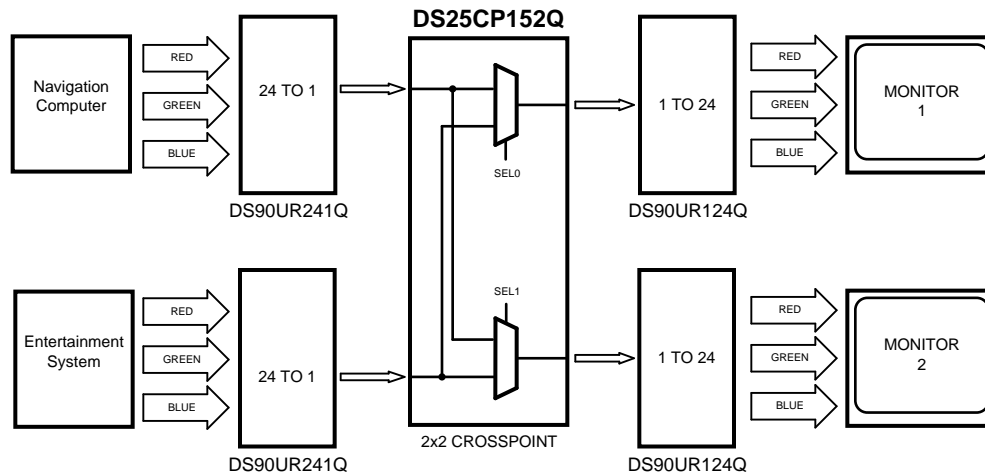 DS25CP152Q
Navigation
Computer
RED
GREEN
BLUE
24 TO 1
DS90UR241Q
SEL0
1 TO 24
DS90UR124Q
RED
GREEN
BLUE
MONITOR
1
Entertainment
System
RED
GREEN
BLUE
24 TO 1
DS90UR241Q
SEL1
2x2 CROSSPOINT
1 TO 24
DS90UR124Q
RED
GREEN
BLUE
MONITOR
2